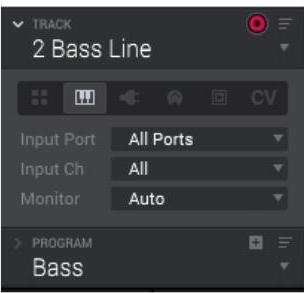 TRACK
2 Bass Line
CV
Input Port All Ports
Input Ch All
Monitor Auto
PROGRAM
Bass